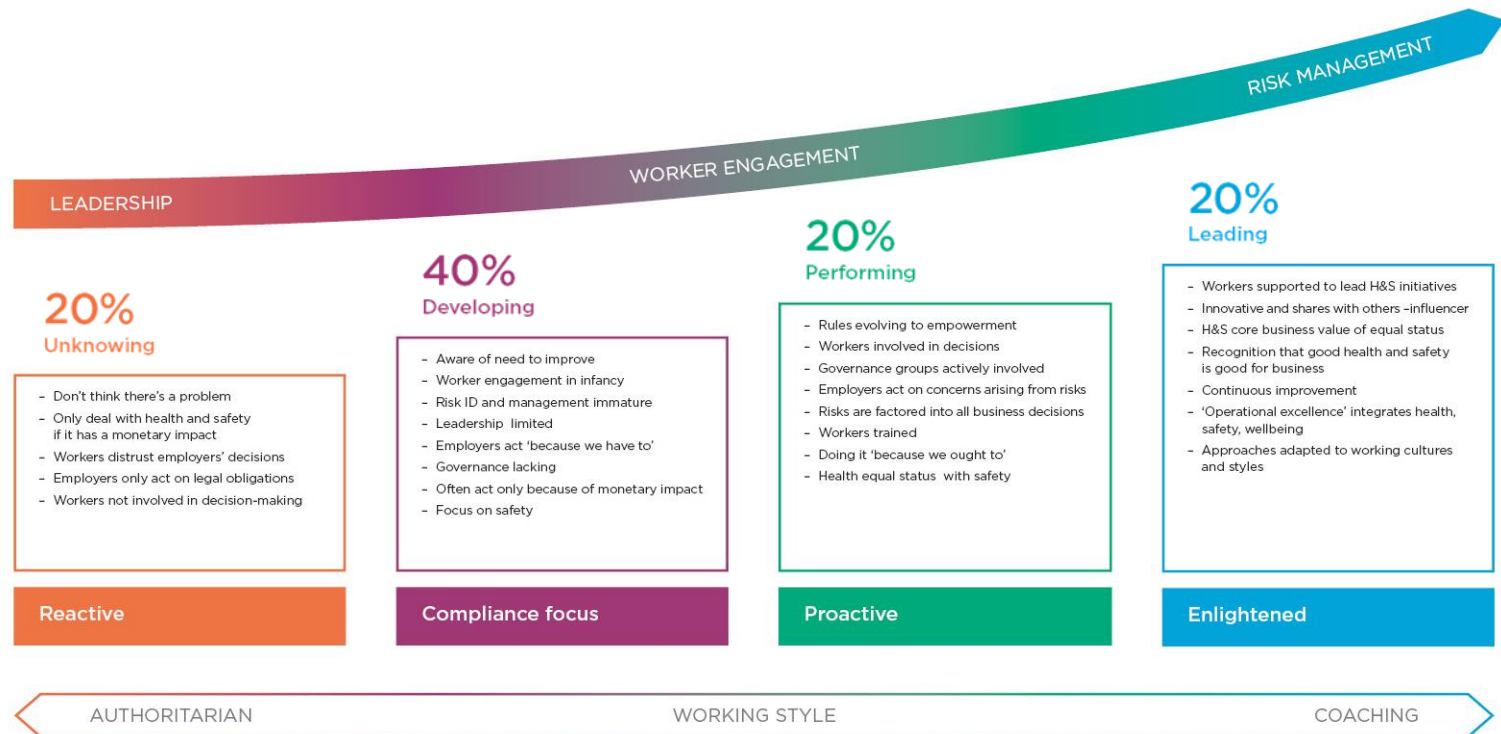 LEADERSHIP
WORKER ENGAGEMENT
RISK MANAGEMENT
20%
Unknowing
- Don't think there's a problem
- Only deal with health and safety
if it has a monetary impact
- Workers distrust employers' decisions
- Employers only act on legal obligations
- Workers not involved in decision-making
Reactive
40%
Developing
- Aware of need to improve
- Worker engagement in infancy
- Risk ID and management immature
- Leadership limited
- Employers act 'because we have to'
- Governance lacking
- Often act only because of monetary impact
- Focus on safety
Compliance focus
20%
Performing
- Rules evolving to empowerment
- Workers involved in decisions
- Governance groups actively involved
- Employers act on concerns arising from risks
- Risks are factored into all business decisions
- Workers trained
- Doing it 'because we ought to'
- Health equal status with safety
Proactive
20%
Leading
- Workers supported to lead H&S initiatives
- Innovative and shares with others –influencer
- H&S core business value of equal status
- Recognition that good health and safety
is good for business
- Continuous improvement
- 'Operational excellence' integrates health,
safety, wellbeing
- Approaches adapted to working cultures
and styles
Enlightened
AUTHORITARIAN
WORKING STYLE
COACHING